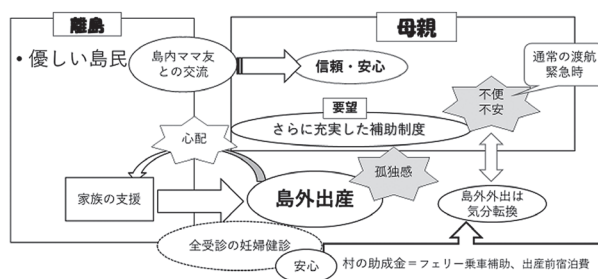 離島
母親
・優しい島民
島内ママ友
との交流
信頼・安心
通常の渡航
緊急時
不便
不安
要望
さらに充実した補助制度
心配
孤独感
家族の支援
島外出産
島外外出は
気分転換
全受診の妊婦健診
安心
村の助成金＝フェリー乗車補助、出産前宿泊費